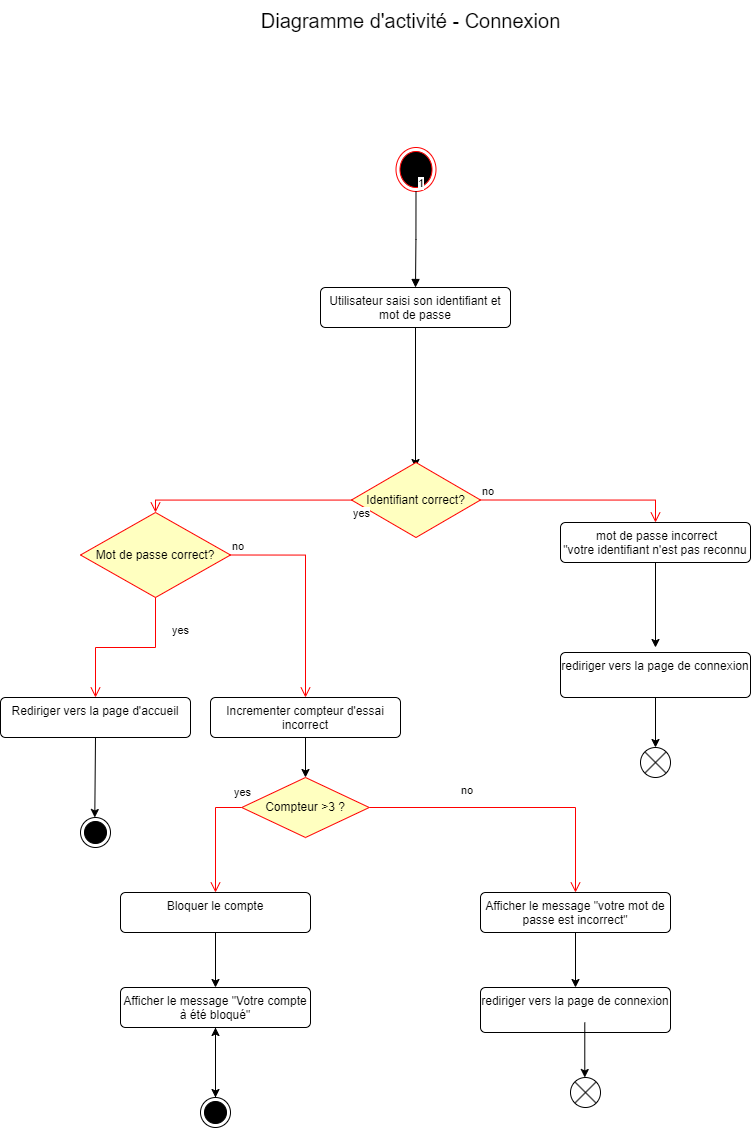 Diagramme d'activité - Connexion
1
Utilisateur saisi son identifiant et
mot de passe
Identifiant correct?
no
yes
mot de passe incorrect
"votre identifiant n'est pas reconnu
Mot de passe correct?
no
yes
rediriger vers la page de connexion
Rediriger vers la page d'accueil
Incrementer compteur d'essai
incorrect
yes
Compteur >3 ?
no
Bloquer le compte
Afficher le message "votre mot de
passe est incorrect"
Afficher le message "Votre compte
à été bloqué"
rediriger vers la page de connexion